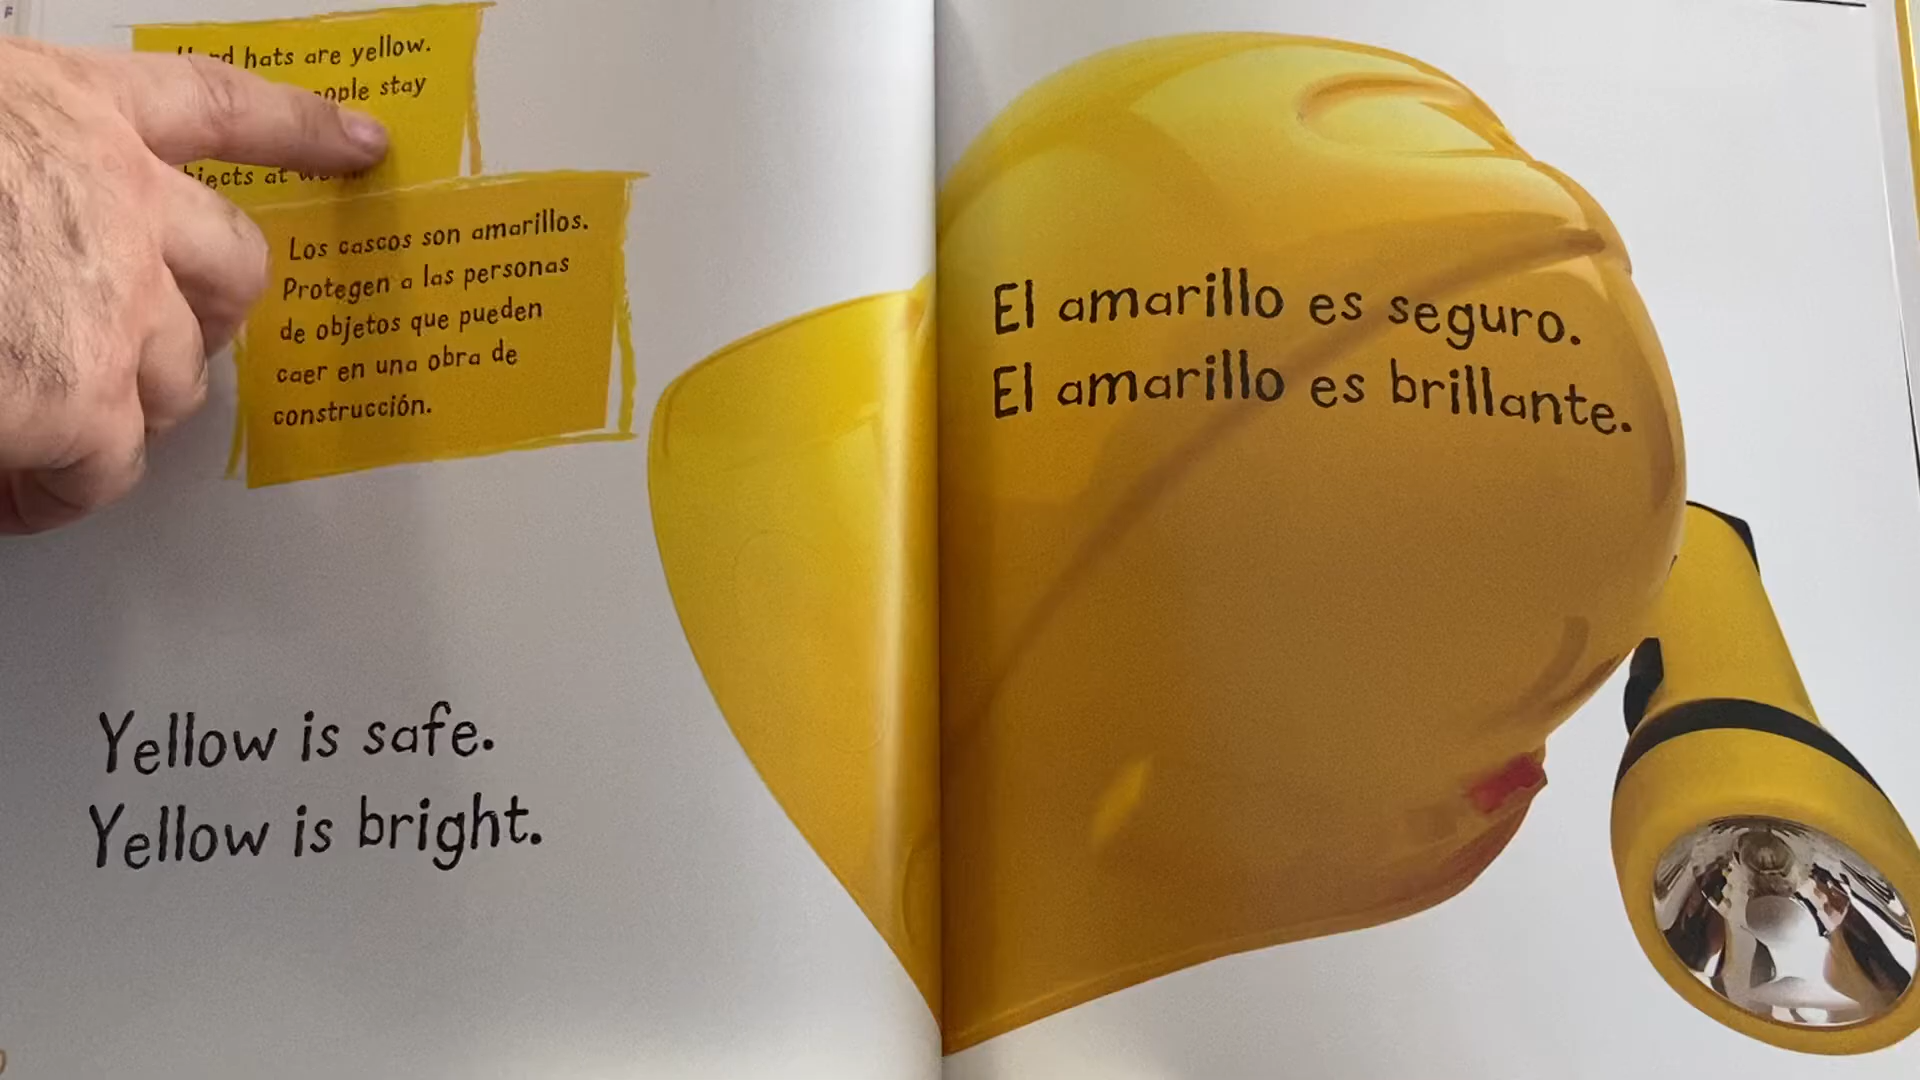 hats are yellow.
stay
at
Los cascos son amarillos.
Protegen a las personas
de objetos que pueden
caer en una obra de
construcción.
Yellow is safe.
Yellow is bright.
El amarillo es seguro.
El amarillo es brillante.